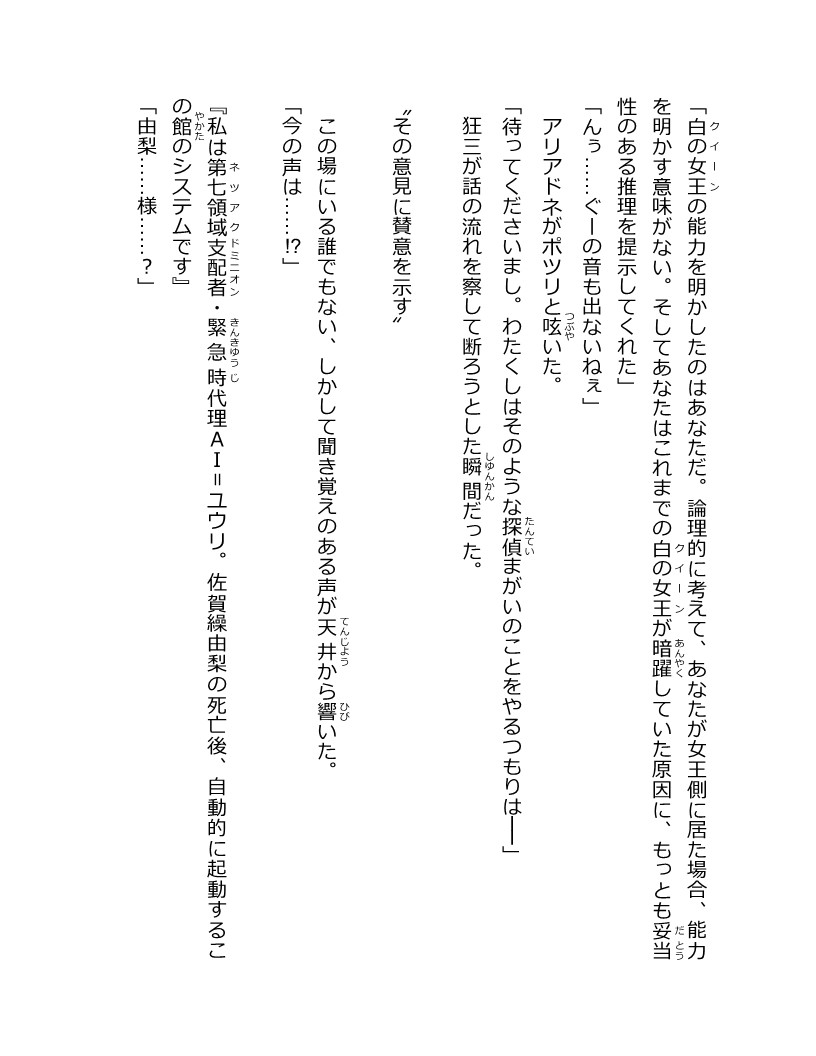 「白の女王の能力を明かしたのはあなただ。論理的に考えて、あなたが女王側に居た場合、能力
を明かす意味がない。そしてあなたはこれまでの白の女王が暗躍していた原因に、もっとも妥当
性のある推理を提示してくれた」
「んぅ……ぐーの音も出ないねぇ」
　アリアドネがポツリと呟いた。
「待ってくださいまし。わたくしはそのような探偵まがいのことをやるつもりは──」
　狂三が話の流れを察して断ろうとした瞬間だった。
〝その意見に賛意を示す〟
　この場にいる誰でもない、しかして聞き覚えのある声が天井から響いた。
「今の声は……!?」
『私は第七領域支配者・緊急時代理ＡＩ＝ユウリ。佐賀繰由梨の死亡後、自動的に起動するこ
の館のシステムです』
「由梨……様……？」